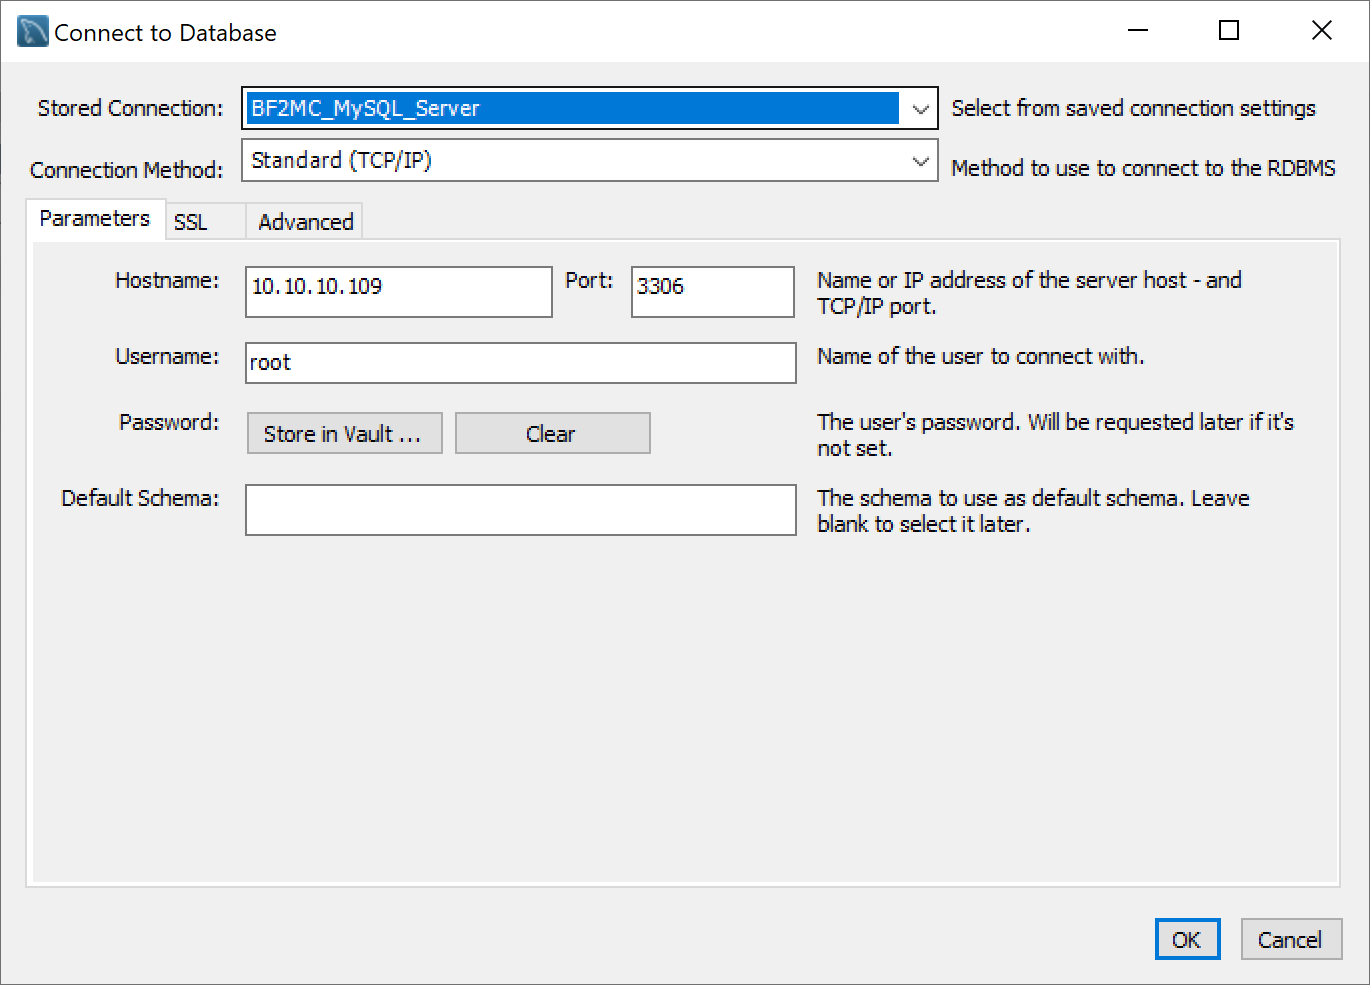 Connect to Database
Stored Connection: BF2MC_MySQL_Server Select from saved connection settings
Connection Method: Standard (TCP/IP) Method to use to connect to the RDBMS
Parameters SSL Advanced
Hostname: 10.10.10.109 Port: 3306 Name or IP address of the server host - and
TCP/IP port.
Username: root Name of the user to connect with.
Password: Store in Vault ... Clear The user's password. Will be requested later if it's
not set.
Default Schema: The schema to use as default schema. Leave
blank to select it later.
OK Cancel